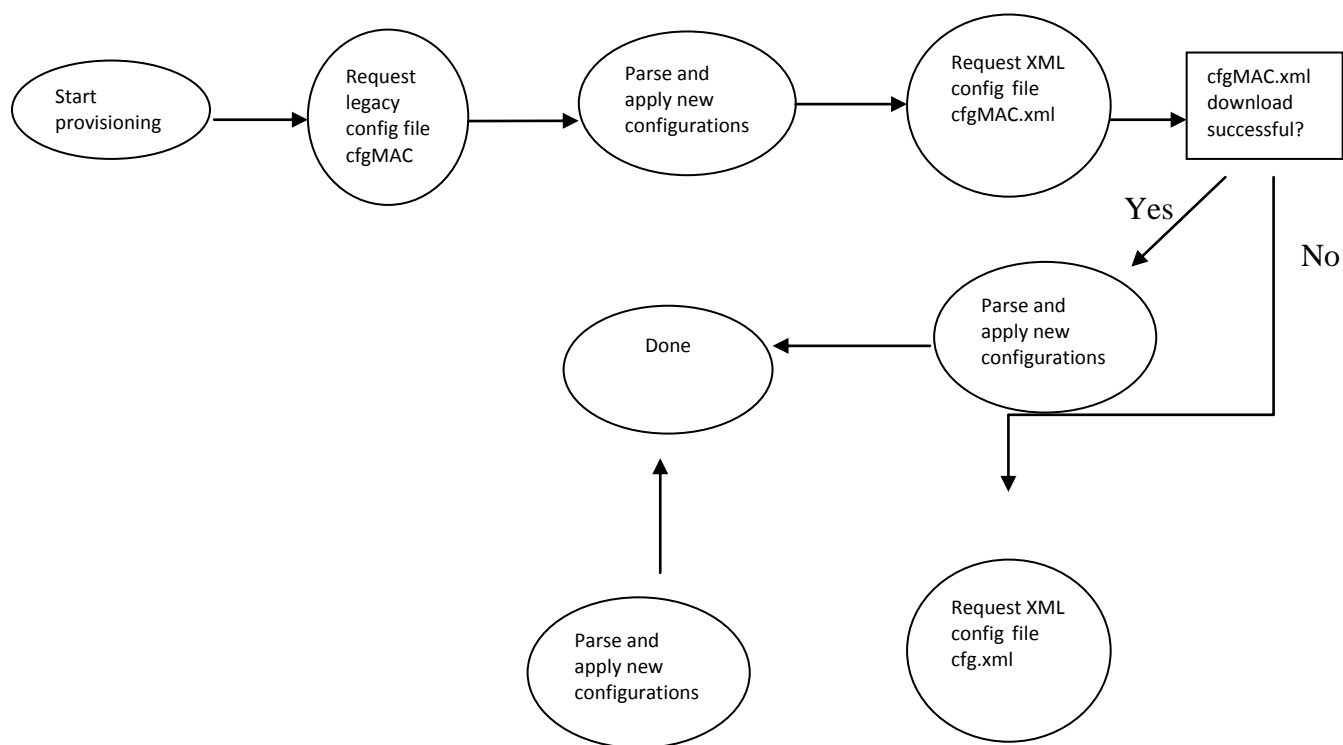 Start
provisioning
Request
legacy
config file
cfgMAC
Parse and
apply new
configurations
Request XML
config file
cfgMAC.xml
cfgMAC.xml
download
successful?
Yes
No
Parse and
apply new
configurations
Done
Parse and
apply new
configurations
Request XML
config file
cfg.xml